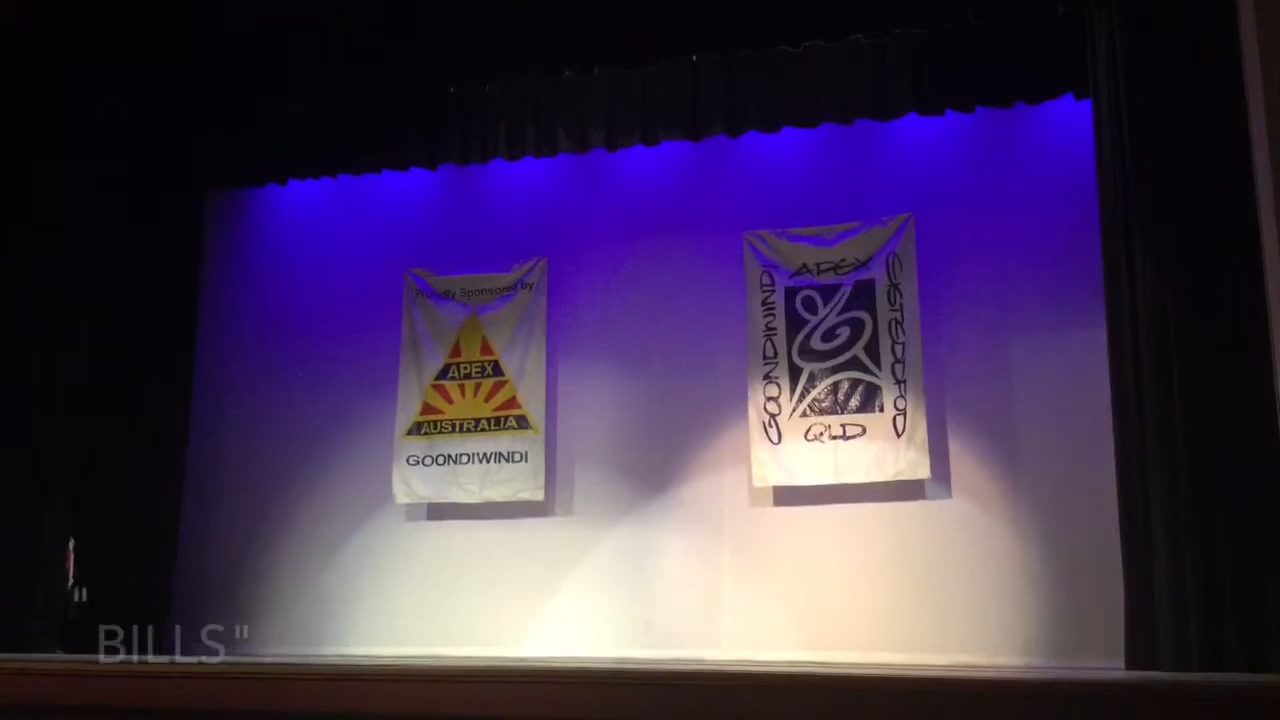 Proudly Sponsored by
APEX
AUSTRALIA
GOONDIWINDI
APEX
GOONDIWINDI
EISTEDDFOD
QLD
"
BILLS"